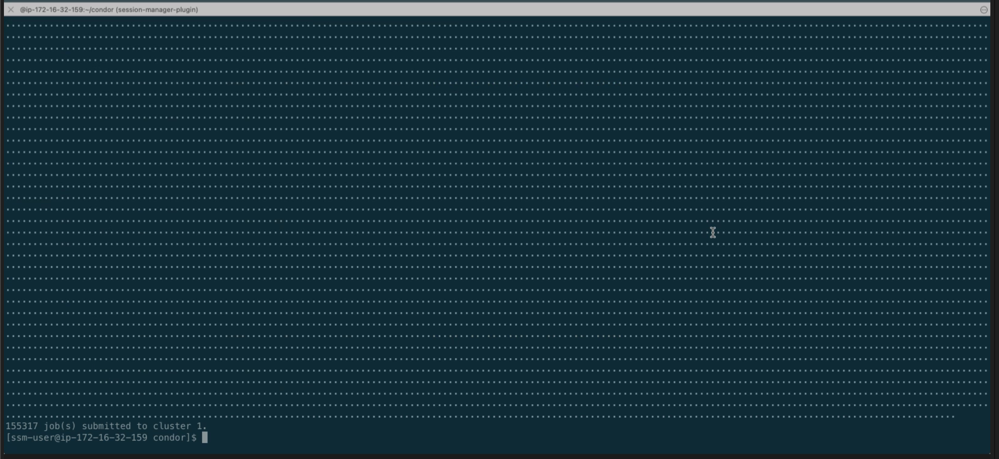 @ip-172-16-32-159:~/condor (session-manager-plugin)
155317 job(s) submitted to cluster 1.
[ssm-user@ip-172-16-32-159 condor]$